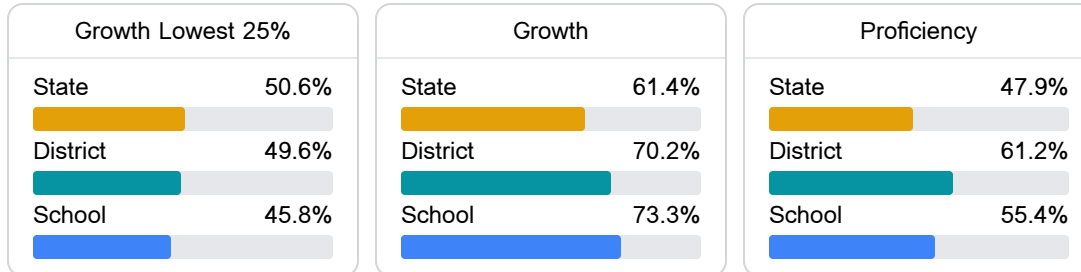 Growth Lowest 25%
State 50.6%
District 49.6%
School 45.8%
Growth
State 61.4%
District 70.2%
School 73.3%
Proficiency
State 47.9%
District 61.2%
School 55.4%